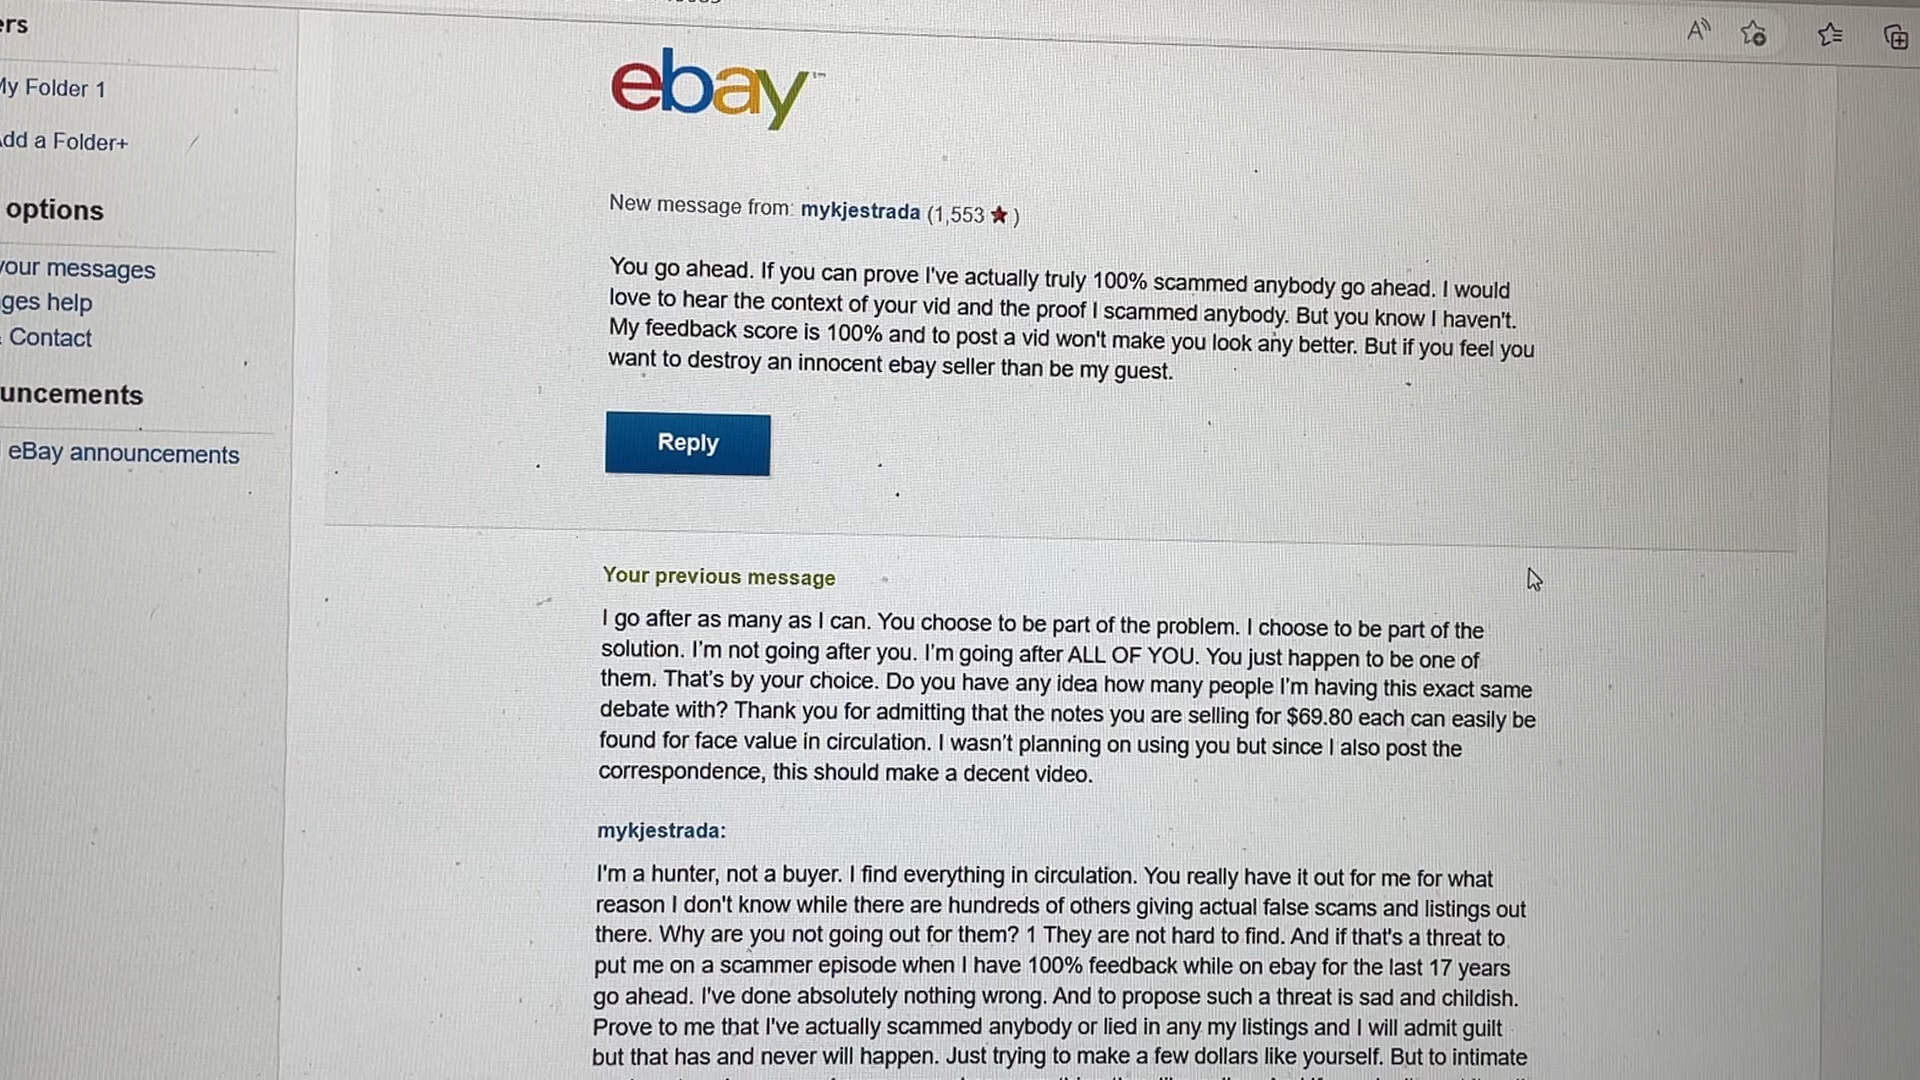 ers
My Folder 1
Add a Folder+
options
your messages
ges help
Contact
uncements
eBay announcements
ebay™
New message from: mykjestrada (1,553 ★ )
You go ahead. If you can prove I've actually truly 100% scammed anybody go ahead. I would
love to hear the context of your vid and the proof I scammed anybody. But you know I haven't.
My feedback score is 100% and to post a vid won't make you look any better. But if you feel you
want to destroy an innocent ebay seller than be my guest.
Reply
Your previous message
I go after as many as I can. You choose to be part of the problem. I choose to be part of the
solution. I'm not going after you. I'm going after ALL OF YOU. You just happen to be one of
them. That's by your choice. Do you have any idea how many people I'm having this exact same
debate with? Thank you for admitting that the notes you are selling for $69.80 each can easily be
found for face value in circulation. I wasn't planning on using you but since I also post the
correspondence, this should make a decent video.
mykjestrada:
I'm a hunter, not a buyer. I find everything in circulation. You really have it out for me for what
reason I don't know while there are hundreds of others giving actual false scams and listings out
there. Why are you not going out for them? 1 They are not hard to find. And if that's a threat to
put me on a scammer episode when I have 100% feedback while on ebay for the last 17 years
go ahead. I've done absolutely nothing wrong. And to propose such a threat is sad and childish.
Prove to me that I've actually scammed anybody or lied in any my listings and I will admit guilt
but that has and never will happen. Just trying to make a few dollars like yourself. But to intimate